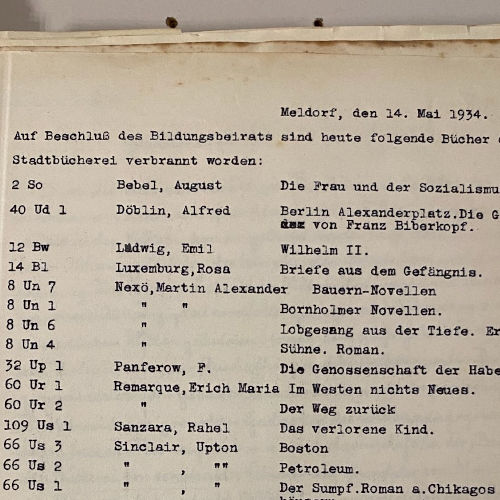 Meldorf, den 14. Mai 1934.
Auf Beschluß des Bildungsbeirats sind heute folgende Bücher
Stadtbücherei verbrannt worden:
2 So Bebel, August Die Frau und der Sozialismu
40 Ud 1 Döblin, Alfred Berlin Alexanderplatz.Die G
von Franz Biberkopf.
12 Bw Ludwig, Emil Wilhelm II.
14 Bl Luxemburg,Rosa Briefe aus dem Gefängnis.
8 Un 7 Nexö,Martin Alexander Bauern-Novellen
8 Un 1 " " Bornholmer Novellen.
8 Un 6 " Lobgesang aus der Tiefe. Er
8 Un 4 " Sühne. Roman.
32 Up 1 Panferow, F. Die Genossenschaft der Habe
60 Ur 1 Remarque,Erich Maria Im Westen nichts Neues.
60 Ur 2 " Der Weg zurück
109 Us 1 Sanzara, Rahel Das verlorene Kind.
66 Us 3 Sinclair, Upton Boston
66 Us 2 " , "" Petroleum.
66 Us 1 " , " Der Sumpf.Roman a.Chikagos